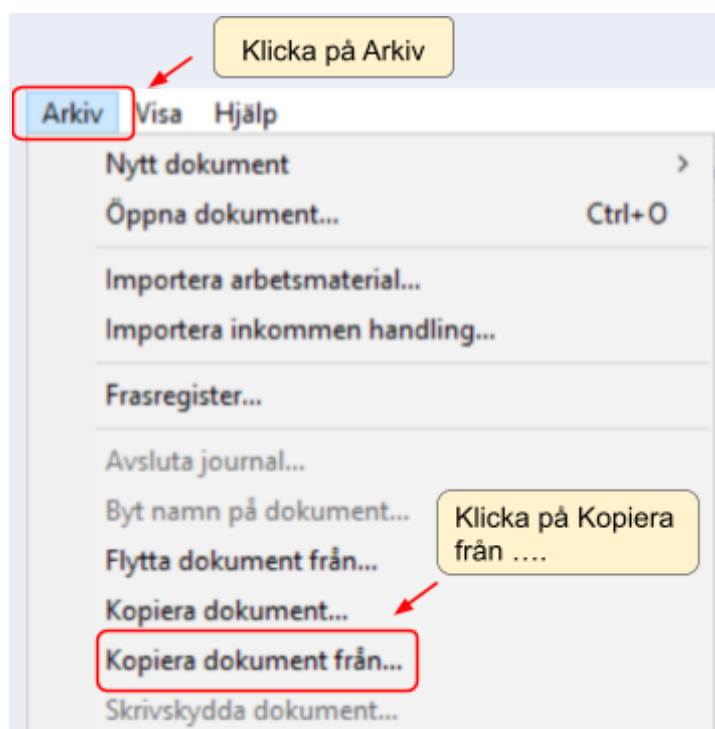 Klicka på Arkiv
Arkiv Visa Hjälp
Nytt dokument >
Öppna dokument... Ctrl+O
Importera arbetsmaterial...
Importera inkommen handling...
Frasregister...
Avsluta journal...
Byt namn på dokument...
Klicka på Kopiera
från ....
Flytta dokument från...
Kopiera dokument...
Kopiera dokument från...
Skrivskydda dokument...